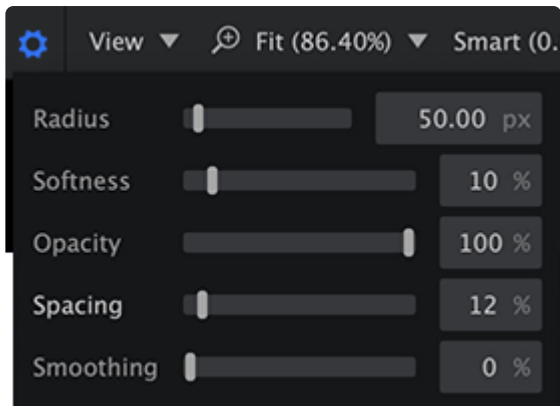 View Fit (86.40%) Smart (0.
Radius 50.00 px
Softness 10 %
Opacity 100 %
Spacing 12 %
Smoothing 0 %